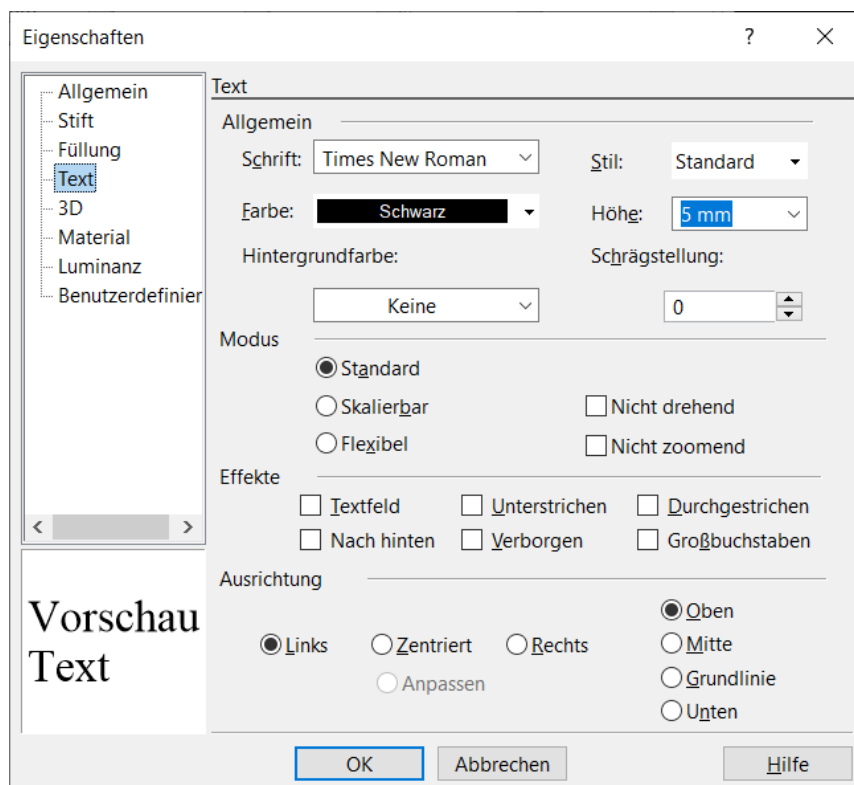 Eigenschaften ? ×
Allgemein
Stift
Füllung
Text
3D
Material
Luminanz
Benutzerdefinier
Vorschau
Text
Text
Allgemein
Schrift: Times New Roman Stil: Standard
Farbe: Schwarz Höhe: 5 mm
Hintergrundfarbe: Schrägstellung:
Keine 0
Modus
Standard
Skalierbar Nicht drehend
Flexibel Nicht zoomend
Effekte
Textfeld Unterstrichen Durchgestrichen
Nach hinten Verborgen Großbuchstaben
Ausrichtung
Oben
Links Zentriert Rechts Mitte
Anpassen Grundlinie
Unten
OK Abbrechen Hilfe